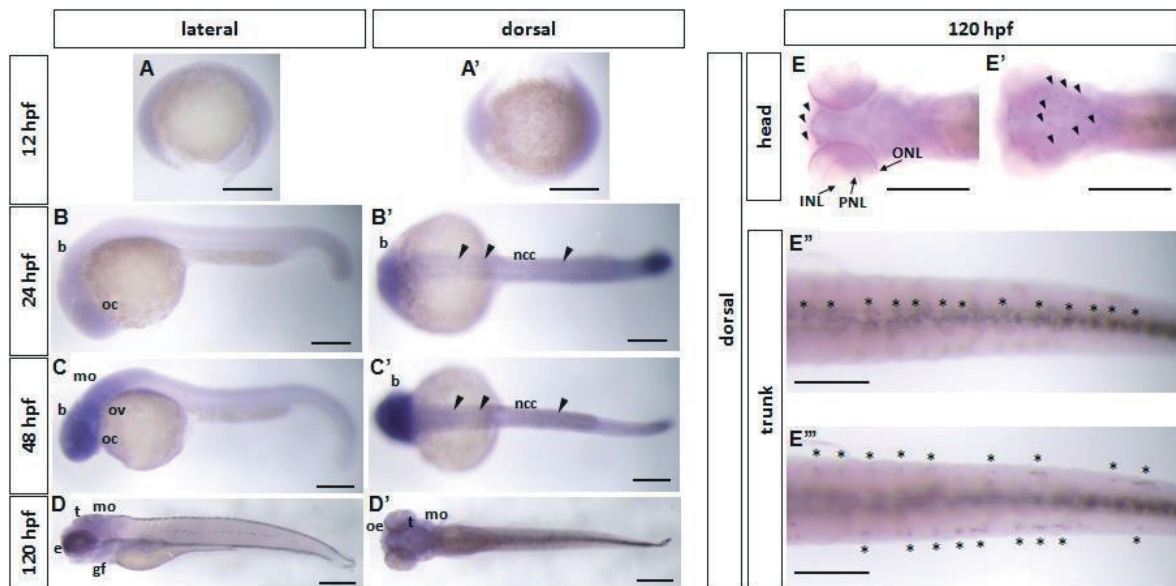 lateral
dorsal
12 hpf
A
A'
24 hpf
B
b
oc
B'
b
ncc
48 hpf
C
mo
b
ov
oc
C'
b
ncc
120 hpf
D
t
mo
e
gf
D'
oe
t
mo
120 hpf
dorsal
head
E
ONL
INL
PNL
E'
trunk
E''
* * * * * * * * * * * * *
E'''
* * * * * * * * *
* * * * * * * * *